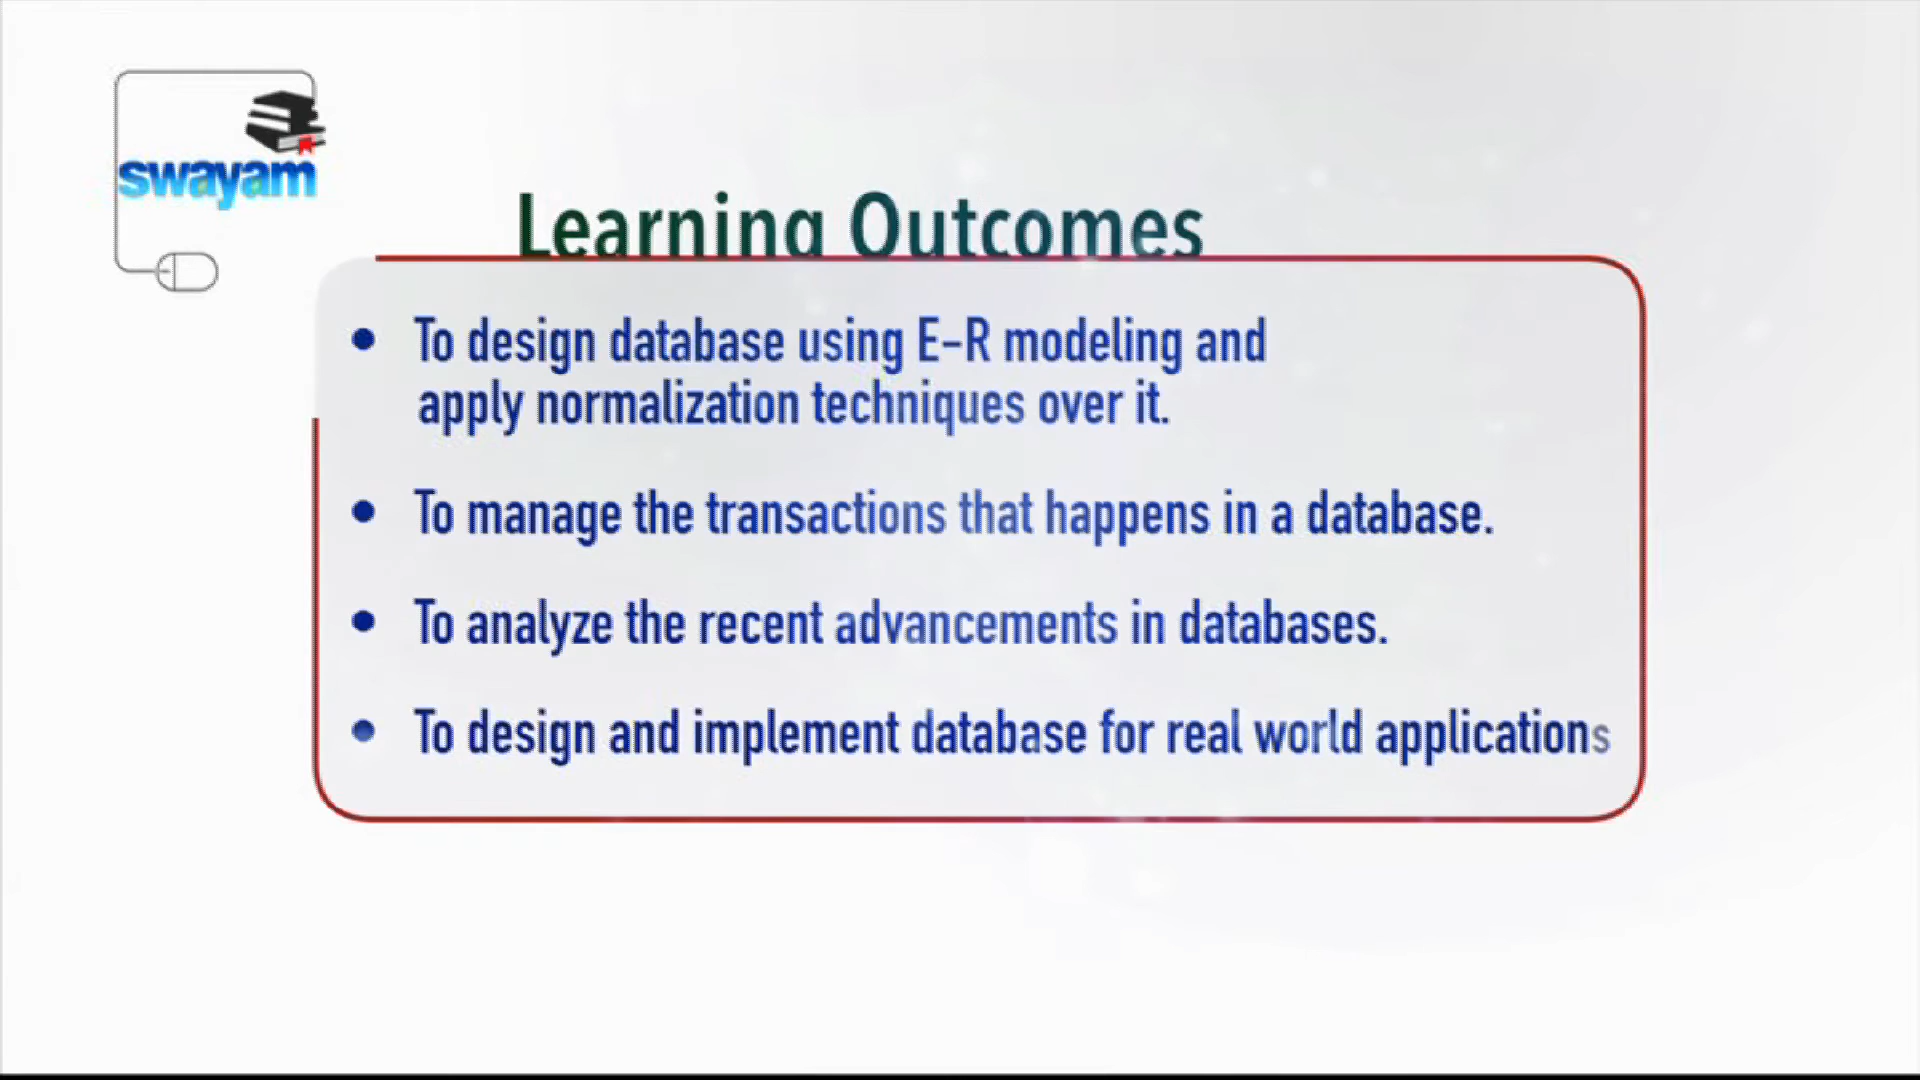 swayam
Learning Outcomes
• To design database using E-R modeling and
apply normalization techniques over it.
• To manage the transactions that happens in a database.
• To analyze the recent advancements in databases.
• To design and implement database for real world applications